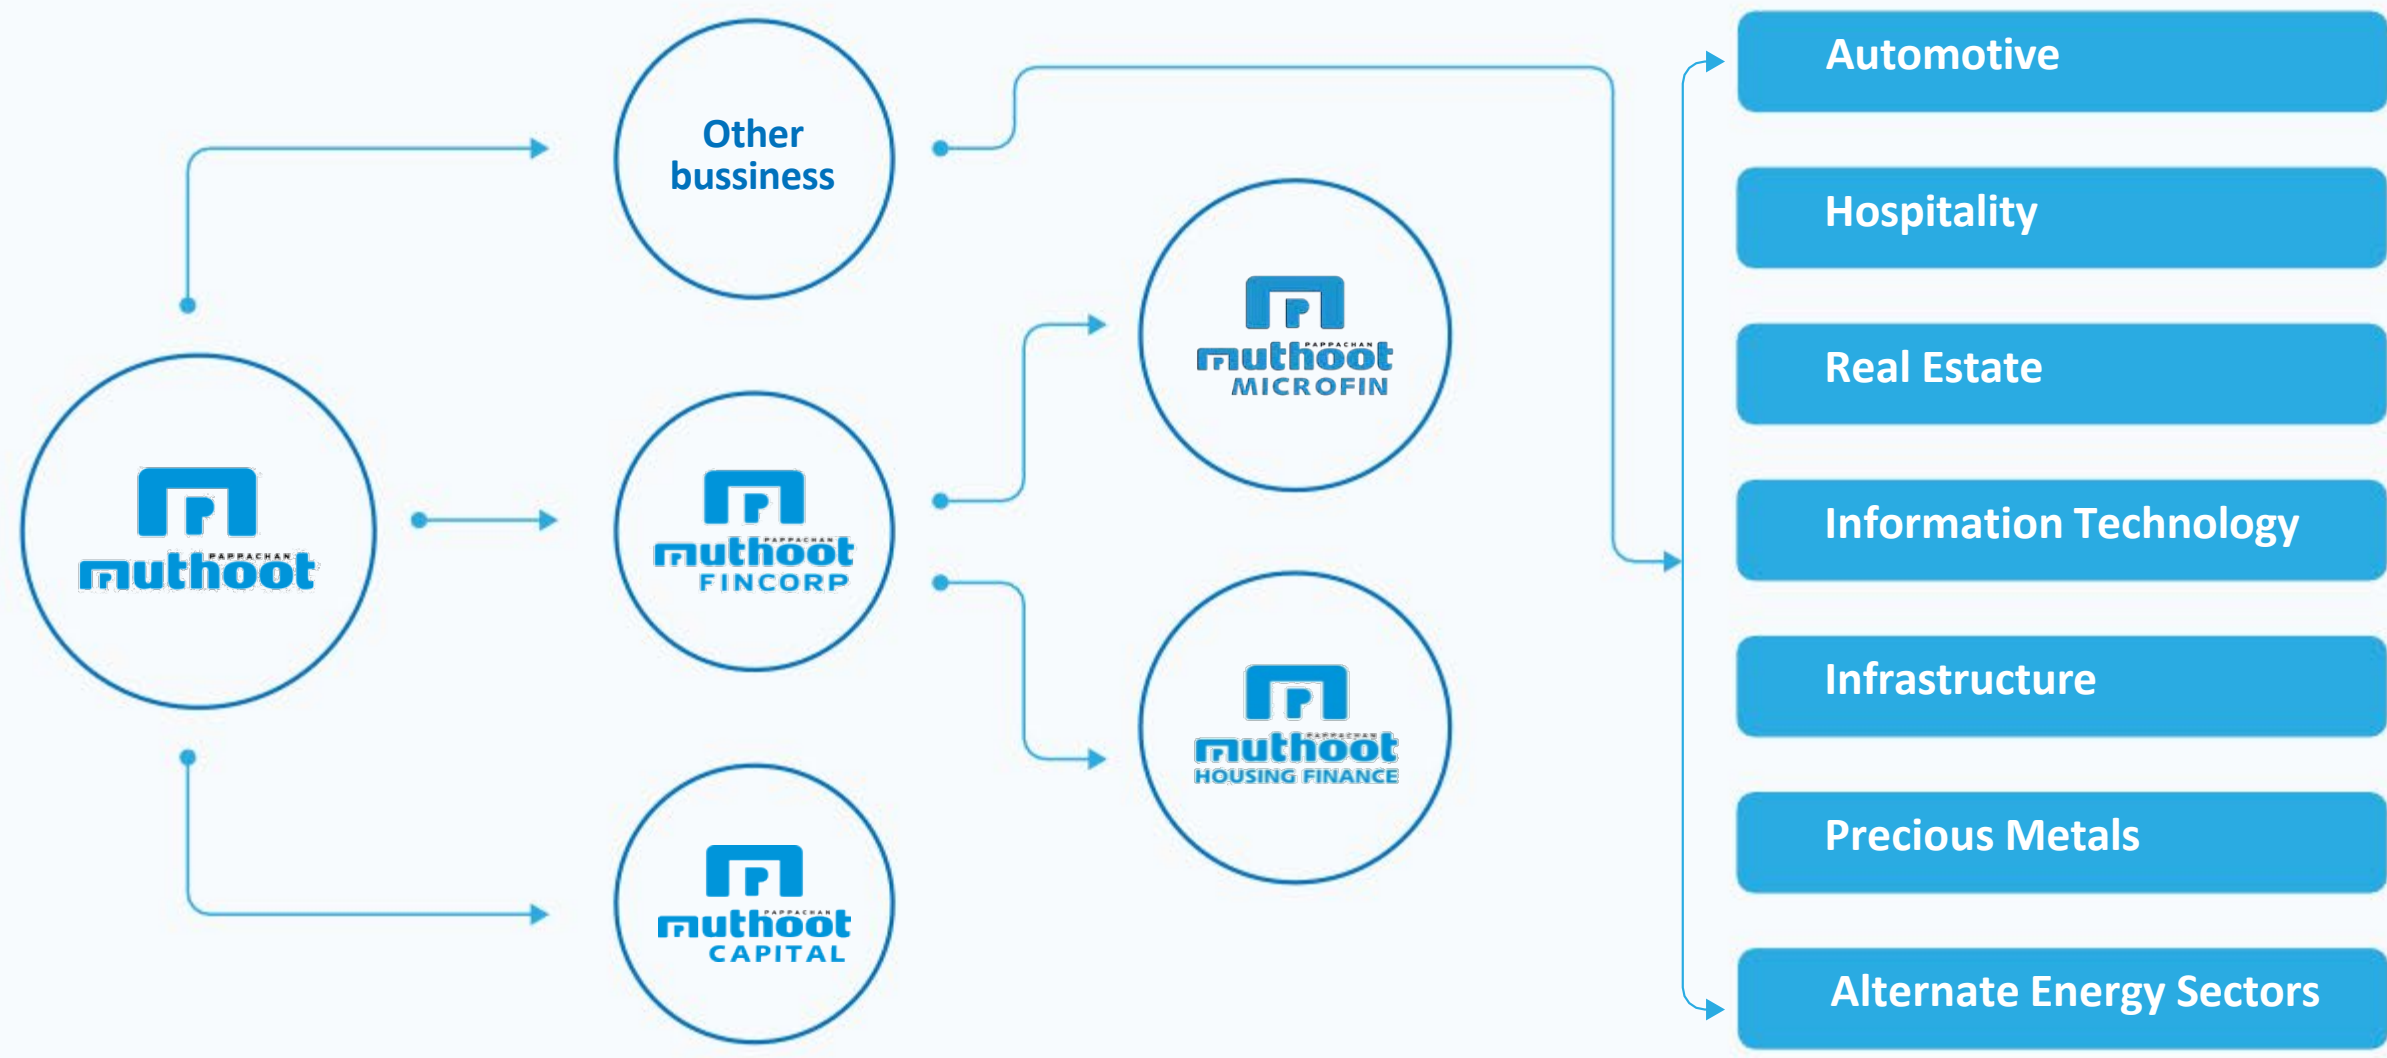 Other
bussiness
PAPPACHAN
muthoot
PAPPACHAN
muthoot
FINCORP
PAPPACHAN
muthoot
CAPITAL
PAPPACHAN
muthoot
MICROFIN
PAPPACHAN
muthoot
HOUSING FINANCE
Automotive
Hospitality
Real Estate
Information Technology
Infrastructure
Precious Metals
Alternate Energy Sectors